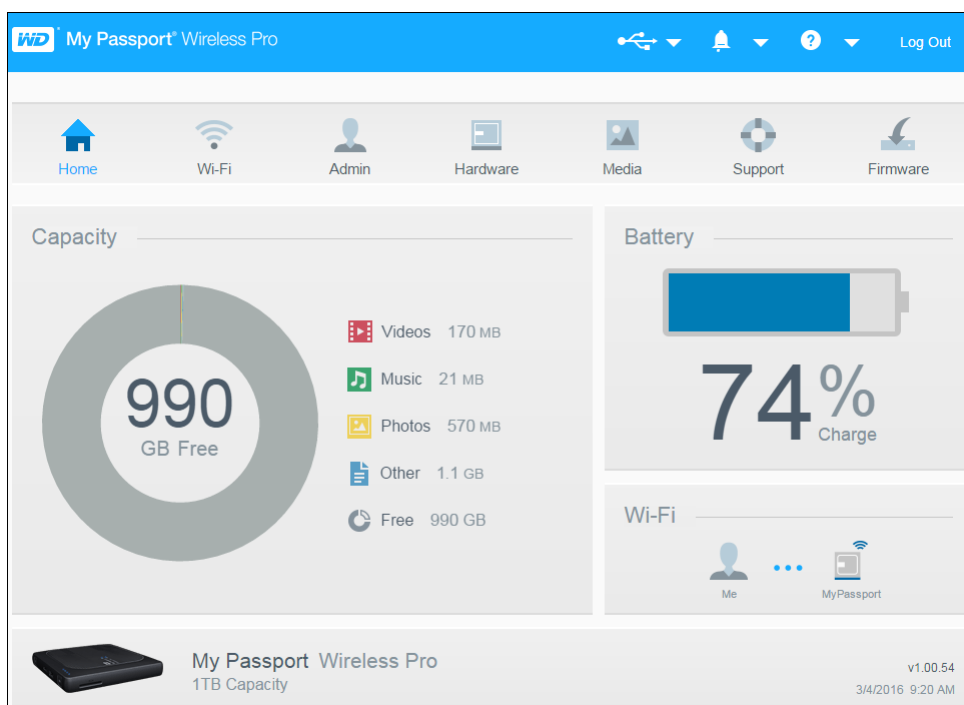 WD My Passport® Wireless Pro
? Log Out
Home Wi-Fi Admin Hardware Media Support Firmware
Capacity
990
GB Free
Videos 170 MB
Music 21 MB
Photos 570 MB
Other 1.1 GB
Free 990 GB
Battery
74%
Charge
Wi-Fi
Me MyPassport
My Passport Wireless Pro
1TB Capacity
v1.00.54
3/4/2016 9:20 AM